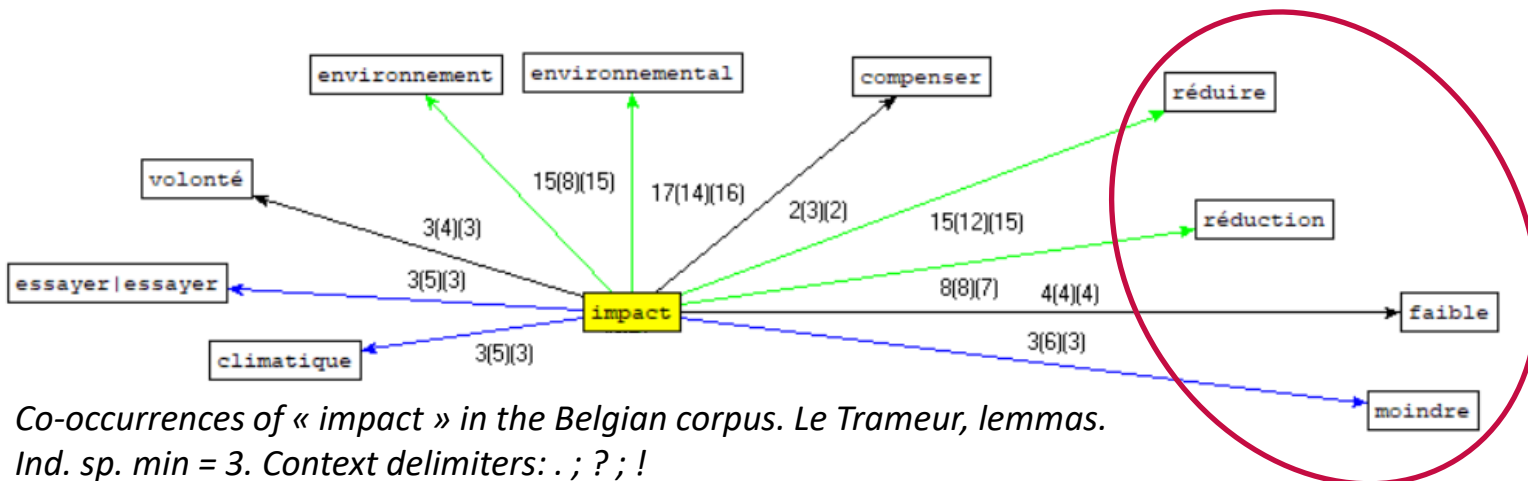 environnement
environmental
compenser
réduire
volonté
15(8)(15)
17(14)(16)
2(3)(2)
15(12)(15)
réduction
3(4)(3)
essayer|essayer
3(5)(3)
8(8)(7)
4(4)(4)
impact
faible
climatique
3(5)(3)
3(6)(3)
moindre
Co-occurrences of « impact » in the Belgian corpus. Le Trameur, lemmas.
Ind. sp. min = 3. Context delimiters: . ; ? ; !